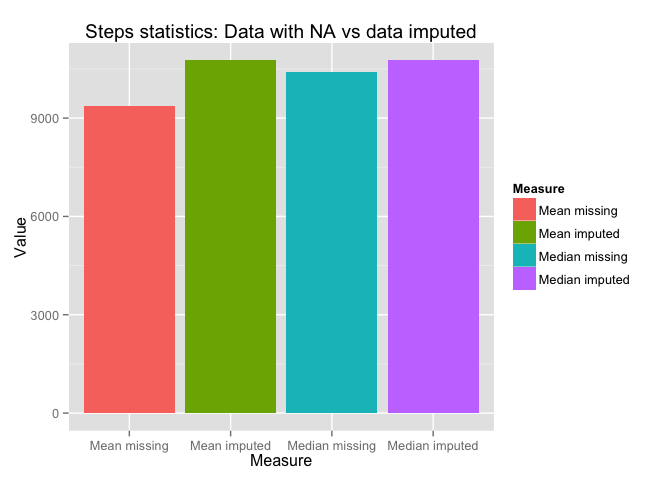 Steps statistics: Data with NA vs data imputed
Value
9000
6000
3000
0
Mean missing
Mean imputed
Median missing
Median imputed
Measure
Measure
Mean missing
Mean imputed
Median missing
Median imputed